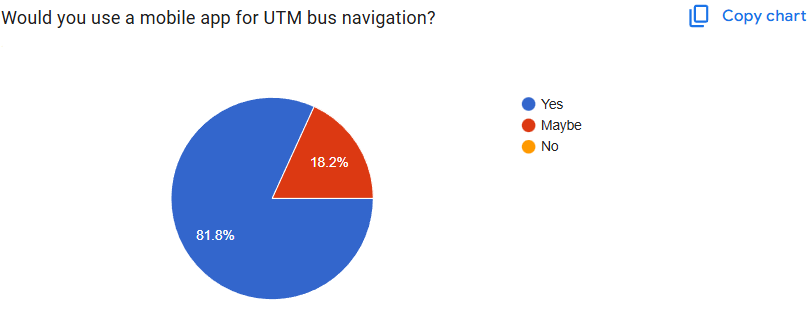 Would you use a mobile app for UTM bus navigation?
Copy chart
Yes
Maybe
No
18.2%
81.8%